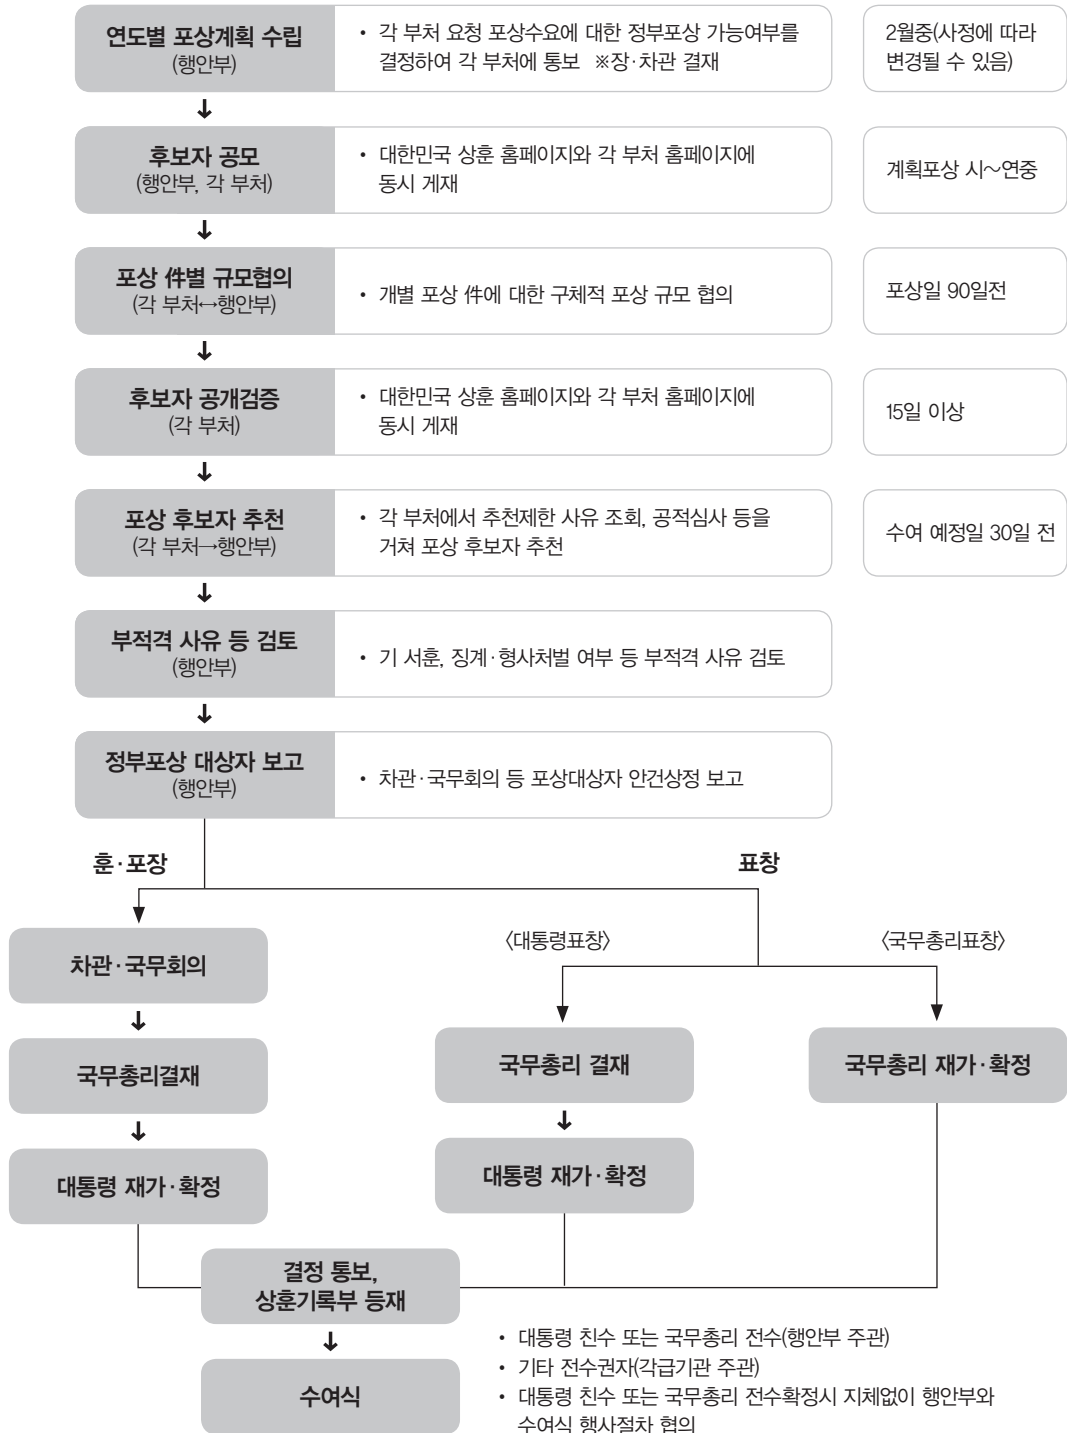 연도별 포상계획 수립
(행안부)
• 각 부처 요청 포상수요에 대한 정부포상 가능여부를
결정하여 각 부처에 통보 ※장·차관 결재
2월중(사정에 따라
변경될 수 있음)
후보자 공모
(행안부, 각 부처)
• 대한민국 상훈 홈페이지와 각 부처 홈페이지에
동시 게재
계획포상 시~연중
포상 件별 규모협의
(각 부처↔행안부)
• 개별 포상 件에 대한 구체적 포상 규모 협의
포상일 90일전
후보자 공개검증
(각 부처)
• 대한민국 상훈 홈페이지와 각 부처 홈페이지에
동시 게재
15일 이상
포상 후보자 추천
(각 부처→행안부)
• 각 부처에서 추천제한 사유 조회, 공적심사 등을
거쳐 포상 후보자 추천
수여 예정일 30일 전
부적격 사유 등 검토
(행안부)
• 기 서훈, 징계·형사처벌 여부 등 부적격 사유 검토
정부포상 대상자 보고
(행안부)
• 차관·국무회의 등 포상대상자 안건상정 보고
훈·포장
표창
〈대통령표창〉
〈국무총리표창〉
차관·국무회의
국무총리결재
대통령 재가·확정
국무총리 결재
대통령 재가·확정
국무총리 재가·확정
결정 통보,
상훈기록부 등재
수여식
• 대통령 친수 또는 국무총리 전수(행안부 주관)
• 기타 전수권자(각급기관 주관)
• 대통령 친수 또는 국무총리 전수확정시 지체없이 행안부와
수여식 행사절차 협의